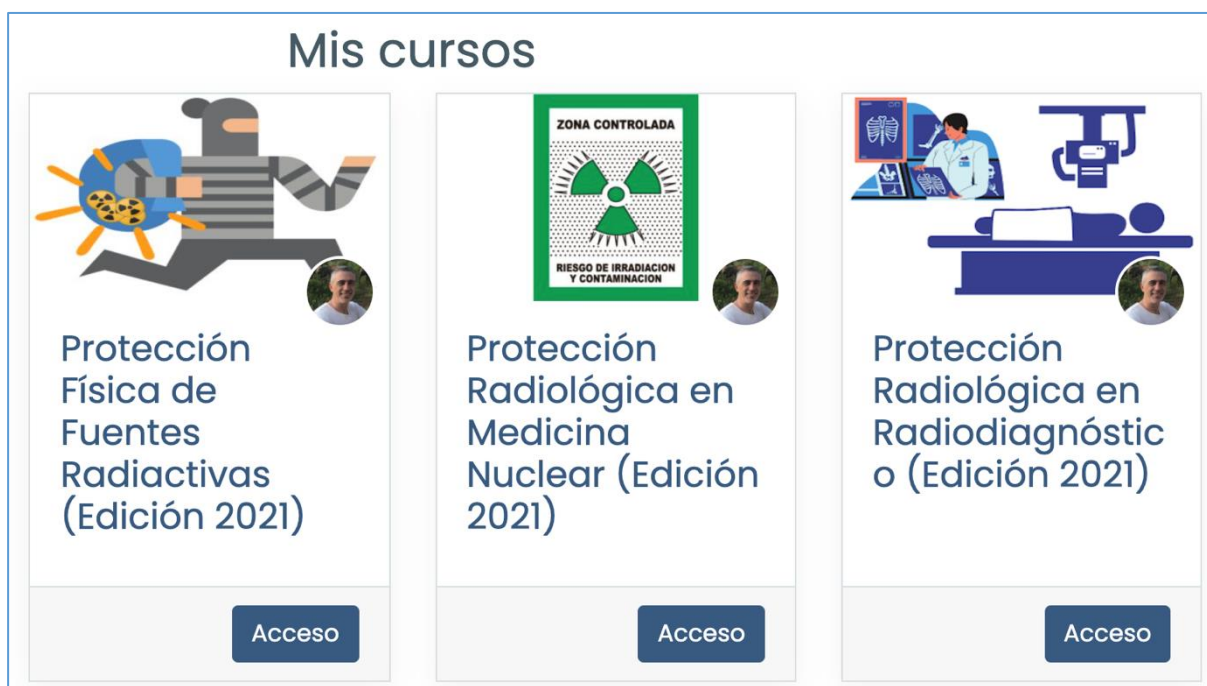 Mis cursos
ZONA CONTROLADA
RIESGO DE IRRADIACION
Y CONTAMINACION
Protección
Física de
Fuentes
Radiactivas
(Edición 2021)
Acceso
Protección
Radiológica en
Medicina
Nuclear (Edición
2021)
Acceso
Protección
Radiológica en
Radiodiagnóstic
o (Edición 2021)
Acceso